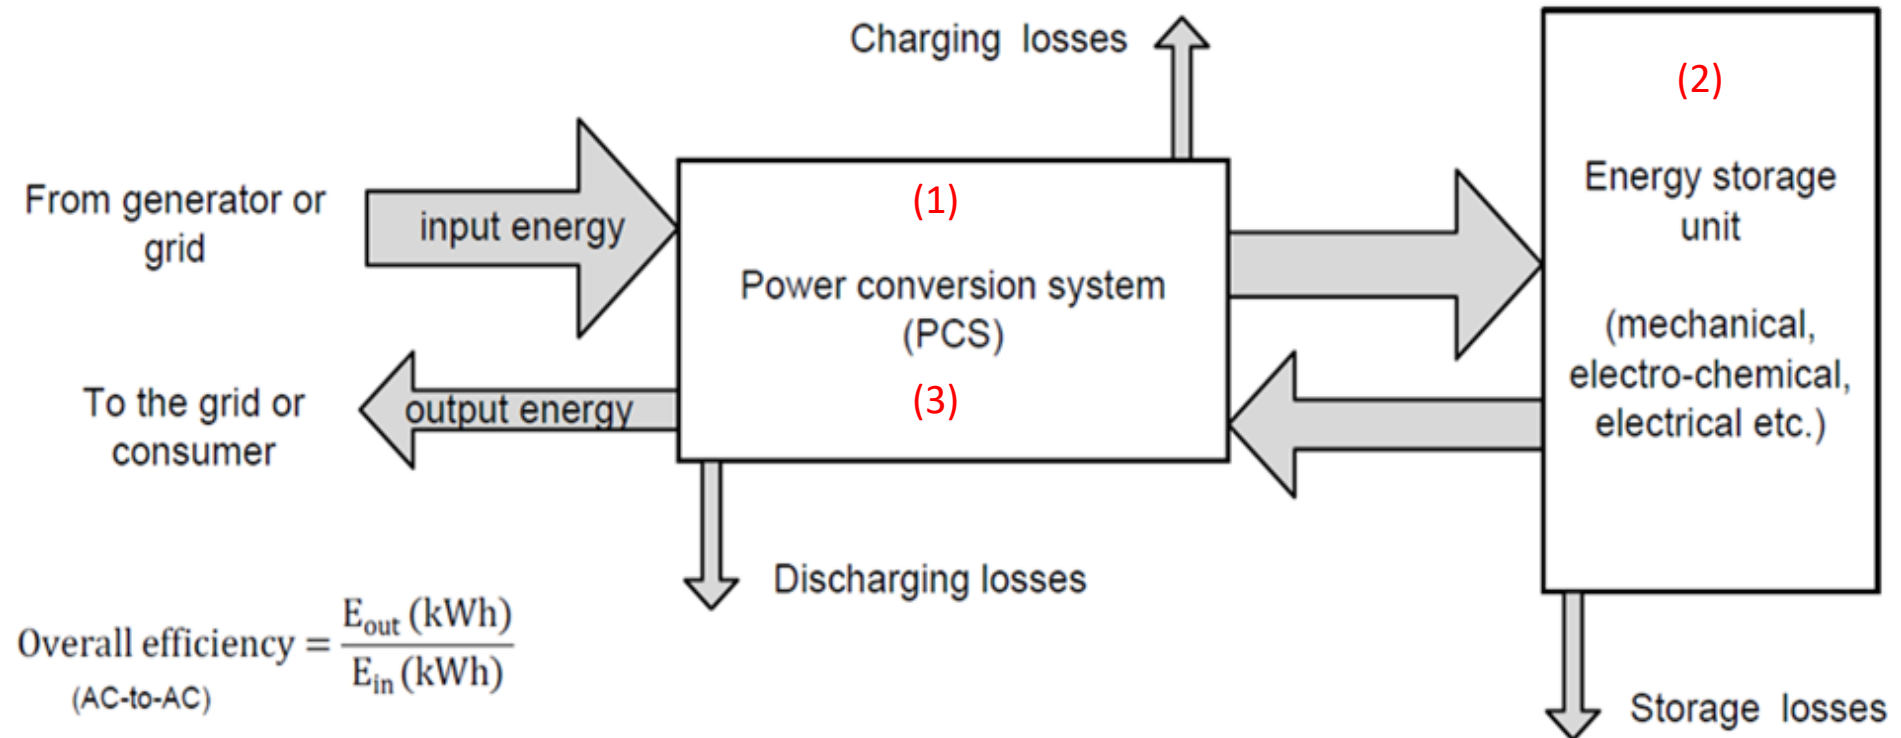 Charging losses
(2)
From generator or
grid
input energy
(1)
Energy storage
unit
Power conversion system
(PCS)
(mechanical,
electro-chemical,
electrical etc.)
To the grid or
consumer
output energy
(3)
Discharging losses
Overall efficiency = E_out (kWh) / E_in (kWh)
(AC-to-AC)
Storage losses